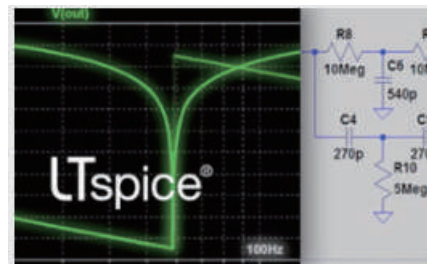 V(out)
LTspice®
100Hz
R8
10Meg
C6
540p
C4
270p
R10
5Meg